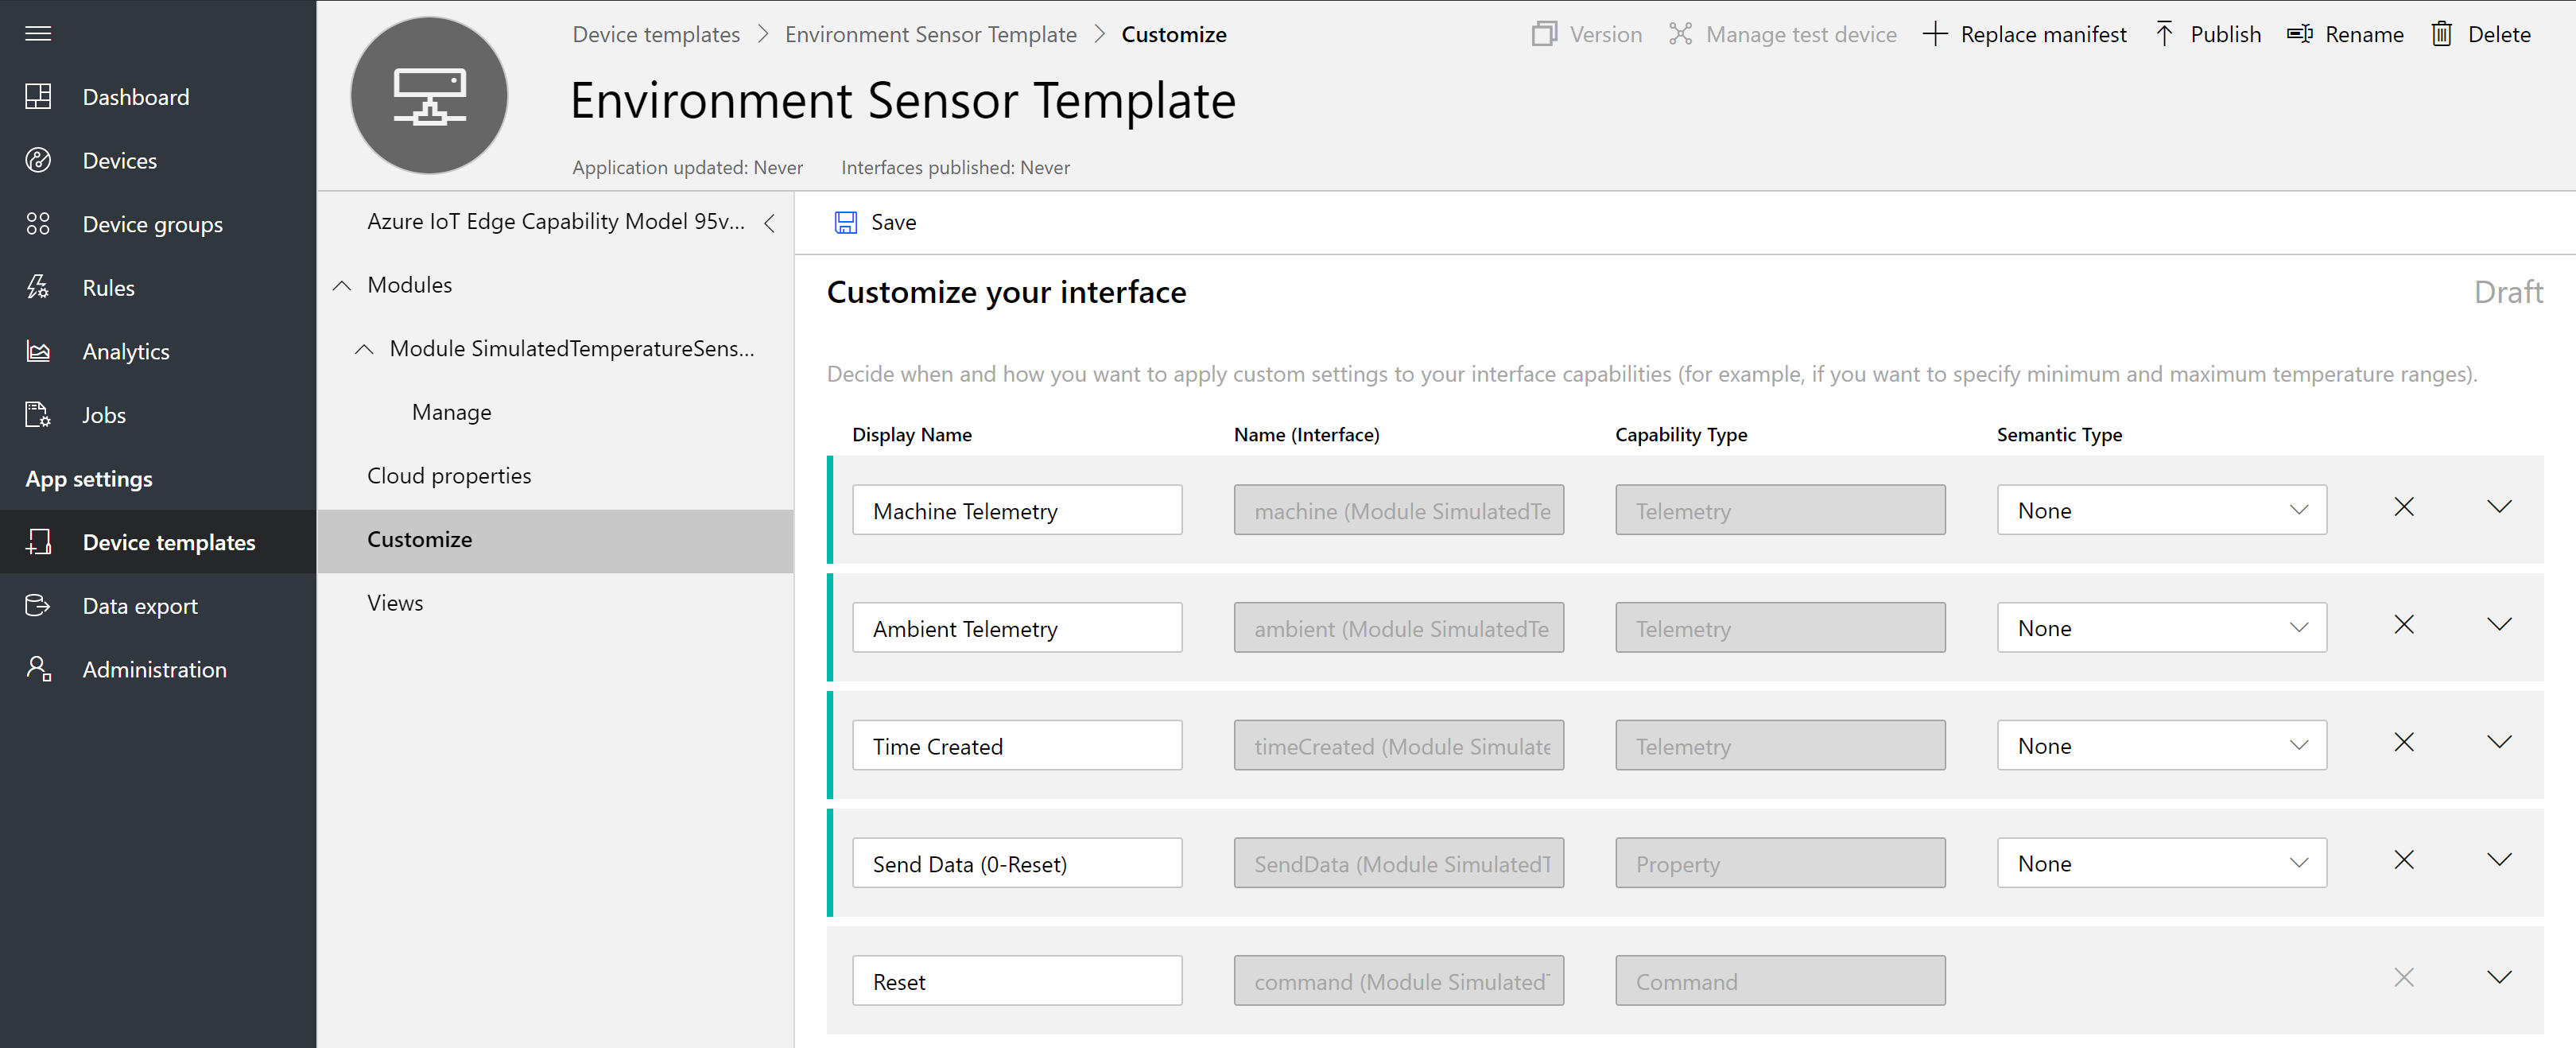 Dashboard
Devices
Device groups
Rules
Analytics
Jobs
App settings
Device templates
Data export
Administration
Device templates > Environment Sensor Template > Customize
Version Manage test device Replace manifest Publish Rename Delete
Environment Sensor Template
Application updated: Never Interfaces published: Never
Azure IoT Edge Capability Model 95v...
Modules
Module SimulatedTemperatureSens...
Manage
Cloud properties
Customize
Views
Save
Customize your interface
Draft
Decide when and how you want to apply custom settings to your interface capabilities (for example, if you want to specify minimum and maximum temperature ranges).
Display Name Name (Interface) Capability Type Semantic Type
Machine Telemetry machine (Module SimulatedTe Telemetry None
Ambient Telemetry ambient (Module SimulatedTe Telemetry None
Time Created timeCreated (Module Simulate Telemetry None
Send Data (0-Reset) SendData (Module SimulatedT Property None
Reset command (Module Simulated Command